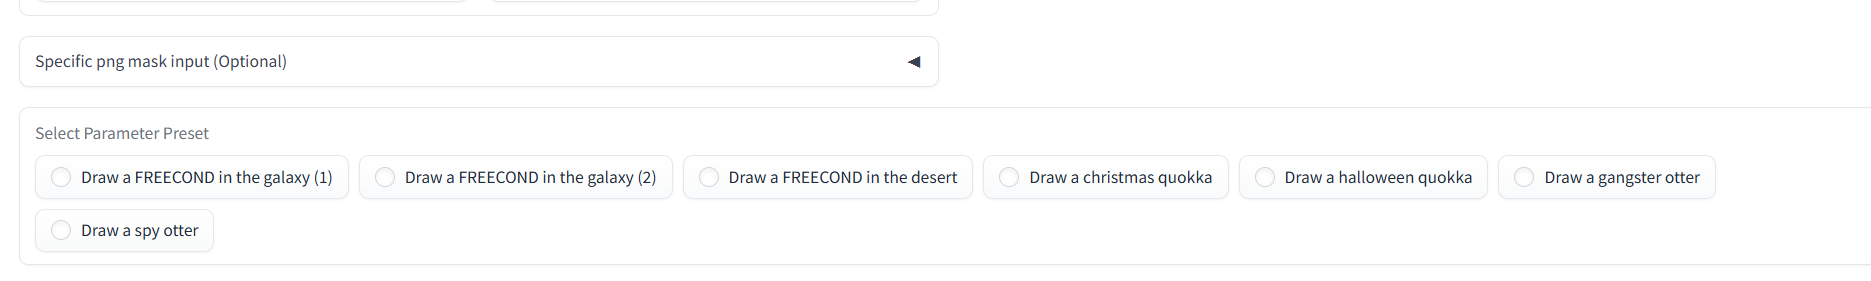 Specific png mask input (Optional)
Select Parameter Preset
Draw a FREECOND in the galaxy (1) Draw a FREECOND in the galaxy (2) Draw a FREECOND in the desert Draw a christmas quokka Draw a halloween quokka Draw a gangster otter
Draw a spy otter